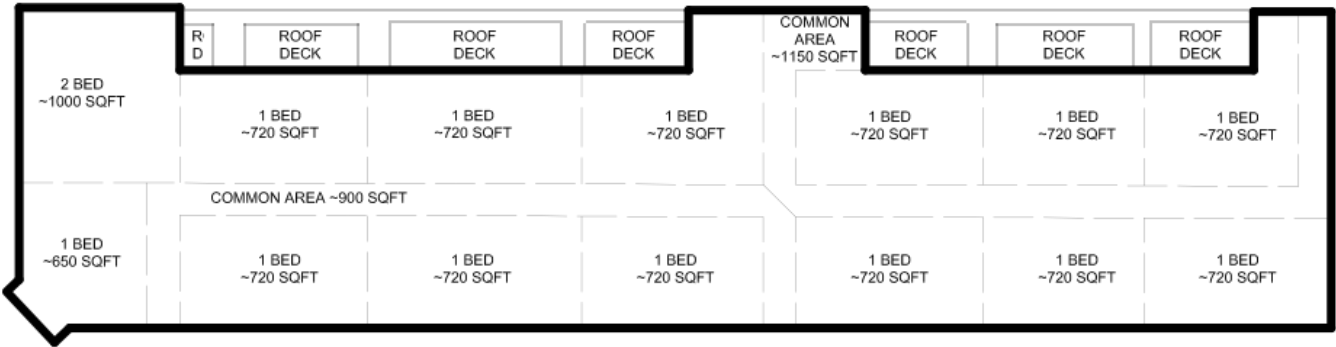 R
D
ROOF
DECK
ROOF
DECK
ROOF
DECK
COMMON
AREA
~1150 SQFT
ROOF
DECK
ROOF
DECK
ROOF
DECK
2 BED
~1000 SQFT
1 BED
~720 SQFT
1 BED
~720 SQFT
1 BED
~720 SQFT
1 BED
~720 SQFT
1 BED
~720 SQFT
1 BED
~720 SQFT
COMMON AREA ~900 SQFT
1 BED
~650 SQFT
1 BED
~720 SQFT
1 BED
~720 SQFT
1 BED
~720 SQFT
1 BED
~720 SQFT
1 BED
~720 SQFT
1 BED
~720 SQFT